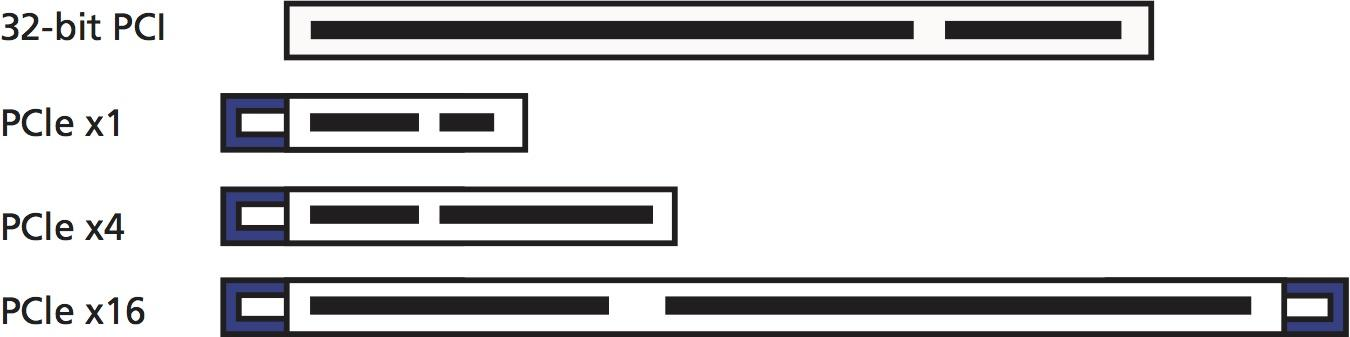 32-bit PCI
PCIe x1
PCIe x4
PCIe x16